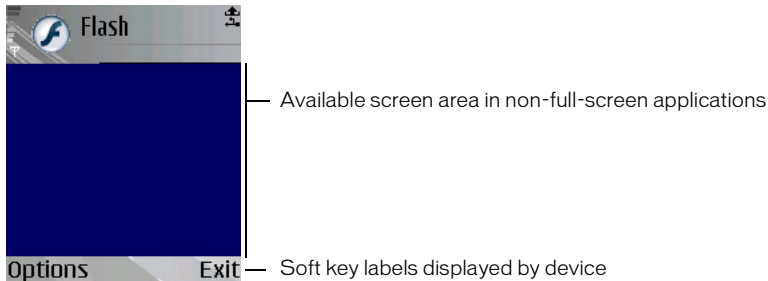 Flash
Available screen area in non-full-screen applications
Options Exit
Soft key labels displayed by device